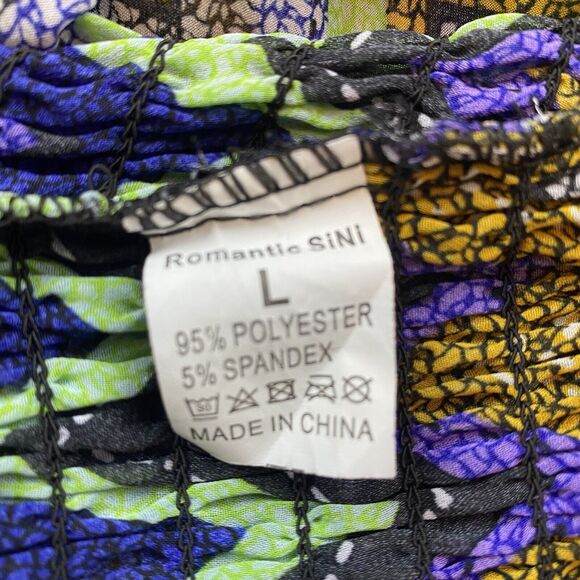 Romantic SiNi
L
95% POLYESTER
5% SPANDEX
MADE IN CHINA